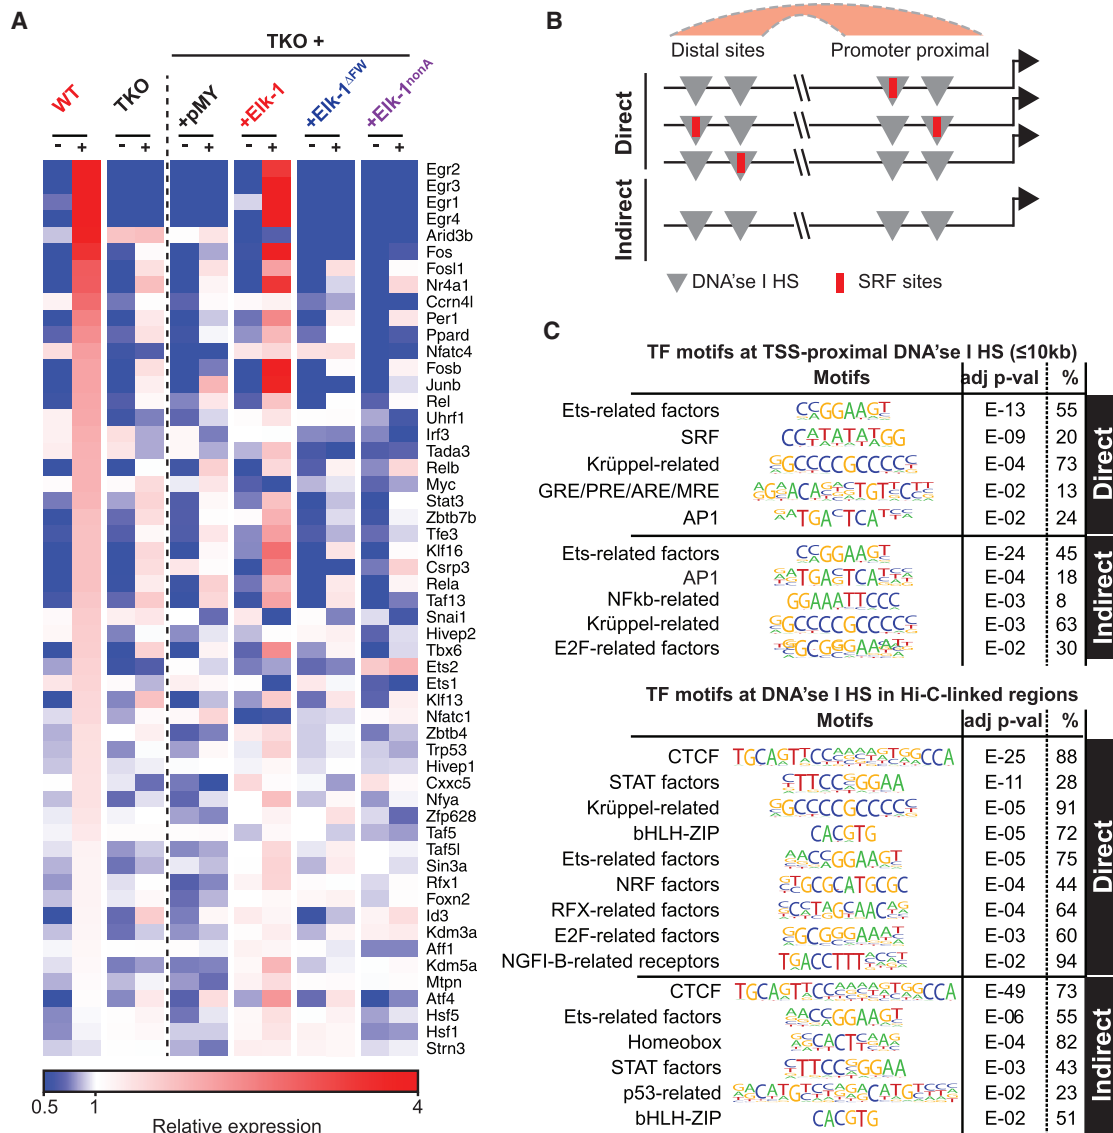 A
TKO +
WT
TKO
+pMY
+Elk-1
+Elk-1ΔFW
+Elk-1nonA
- + - + - + - + - + - +
Egr2
Egr3
Egr1
Egr4
Arid3b
Fos
Fosl1
Nr4a1
Ccrn4l
Per1
Ppard
Nfatc4
Fosb
Junb
Rel
Uhrf1
Irf3
Tada3
Relb
Myc
Stat3
Zbtb7b
Tfe3
Klf16
Csrp3
Rela
Taf13
Snai1
Hivep2
Tbx6
Ets2
Ets1
Klf13
Nfatc1
Zbtb4
Trp53
Hivep1
Cxxc5
Nfya
Zfp628
Taf5
Taf5l
Sin3a
Rfx1
Foxn2
Id3
Kdm3a
Aff1
Kdm5a
Mtpn
Atf4
Hsf5
Hsf1
Strn3
0.5 1 4
Relative expression
B
Distal sites Promoter proximal
Direct
Indirect
DNA'se I HS SRF sites
C
TF motifs at TSS-proximal DNA'se I HS (≤10kb)
Motifs adj p-val %
Direct
Ets-related factors E-13 55
SRF E-09 20
Krüppel-related E-04 73
GRE/PRE/ARE/MRE E-02 13
AP1 E-02 24
Indirect
Ets-related factors E-24 45
AP1 E-04 18
NFkb-related GGAAATTCCC E-03 8
Krüppel-related E-03 63
E2F-related factors E-02 30
TF motifs at DNA'se I HS in Hi-C-linked regions
Motifs adj p-val %
Direct
CTCF E-25 88
STAT factors E-11 28
Krüppel-related E-05 91
bHLH-ZIP CACGTG E-05 72
Ets-related factors E-05 75
NRF factors E-04 44
RFX-related factors E-04 64
E2F-related factors E-03 60
NGFI-B-related receptors E-02 94
Indirect
CTCF E-49 73
Ets-related factors E-06 55
Homeobox E-04 82
STAT factors E-03 43
p53-related E-02 23
bHLH-ZIP CACGTG E-02 51